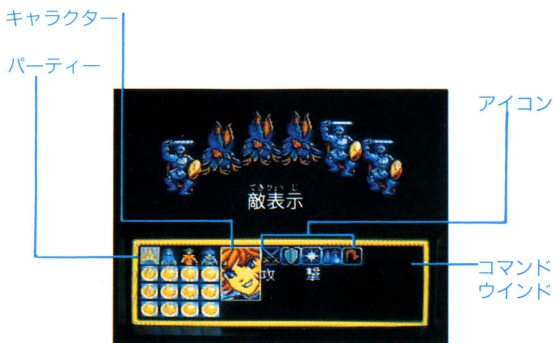 キャラクター
パーティー
アイコン
てきひょうじ
敵表示
攻撃
コマンド
ウインド